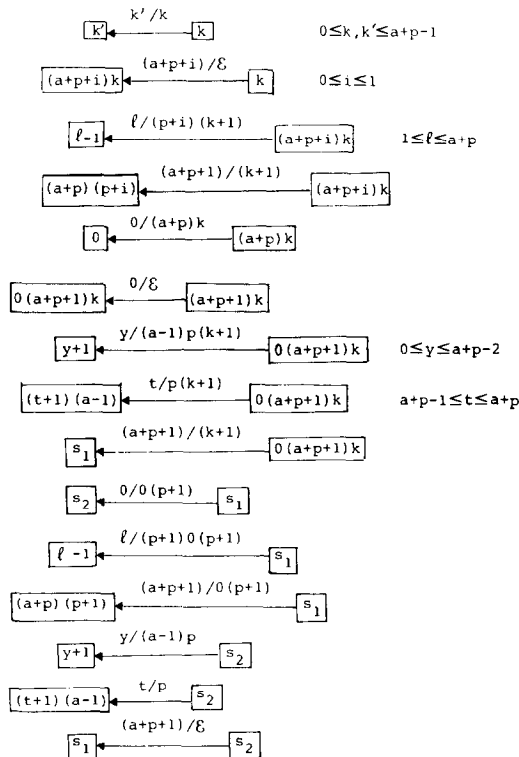 k'/k
k' k 0≤k,k'≤a+p-1
(a+p+i)/ε
(a+p+i)k k 0≤i≤1
ℓ/(p+i)(k+1)
ℓ-1 (a+p+i)k 1≤ℓ≤a+p
(a+p+1)/(k+1)
(a+p)(p+i) (a+p+i)k
0/(a+p)k
0 (a+p)k
0/ε
0(a+p+1)k (a+p+1)k
y/(a-1)p(k+1)
y+1 0(a+p+1)k 0≤y≤a+p-2
t/p(k+1)
(t+1)(a-1) 0(a+p+1)k a+p-1≤t≤a+p
(a+p+1)/(k+1)
s₁ 0(a+p+1)k
0/0(p+1)
s₂ s₁
ℓ/(p+1)0(p+1)
ℓ-1 s₁
(a+p+1)/0(p+1)
(a+p)(p+1) s₁
y/(a-1)p
y+1 s₂
t/p
(t+1)(a-1) s₂
(a+p+1)/ε
s₁ s₂